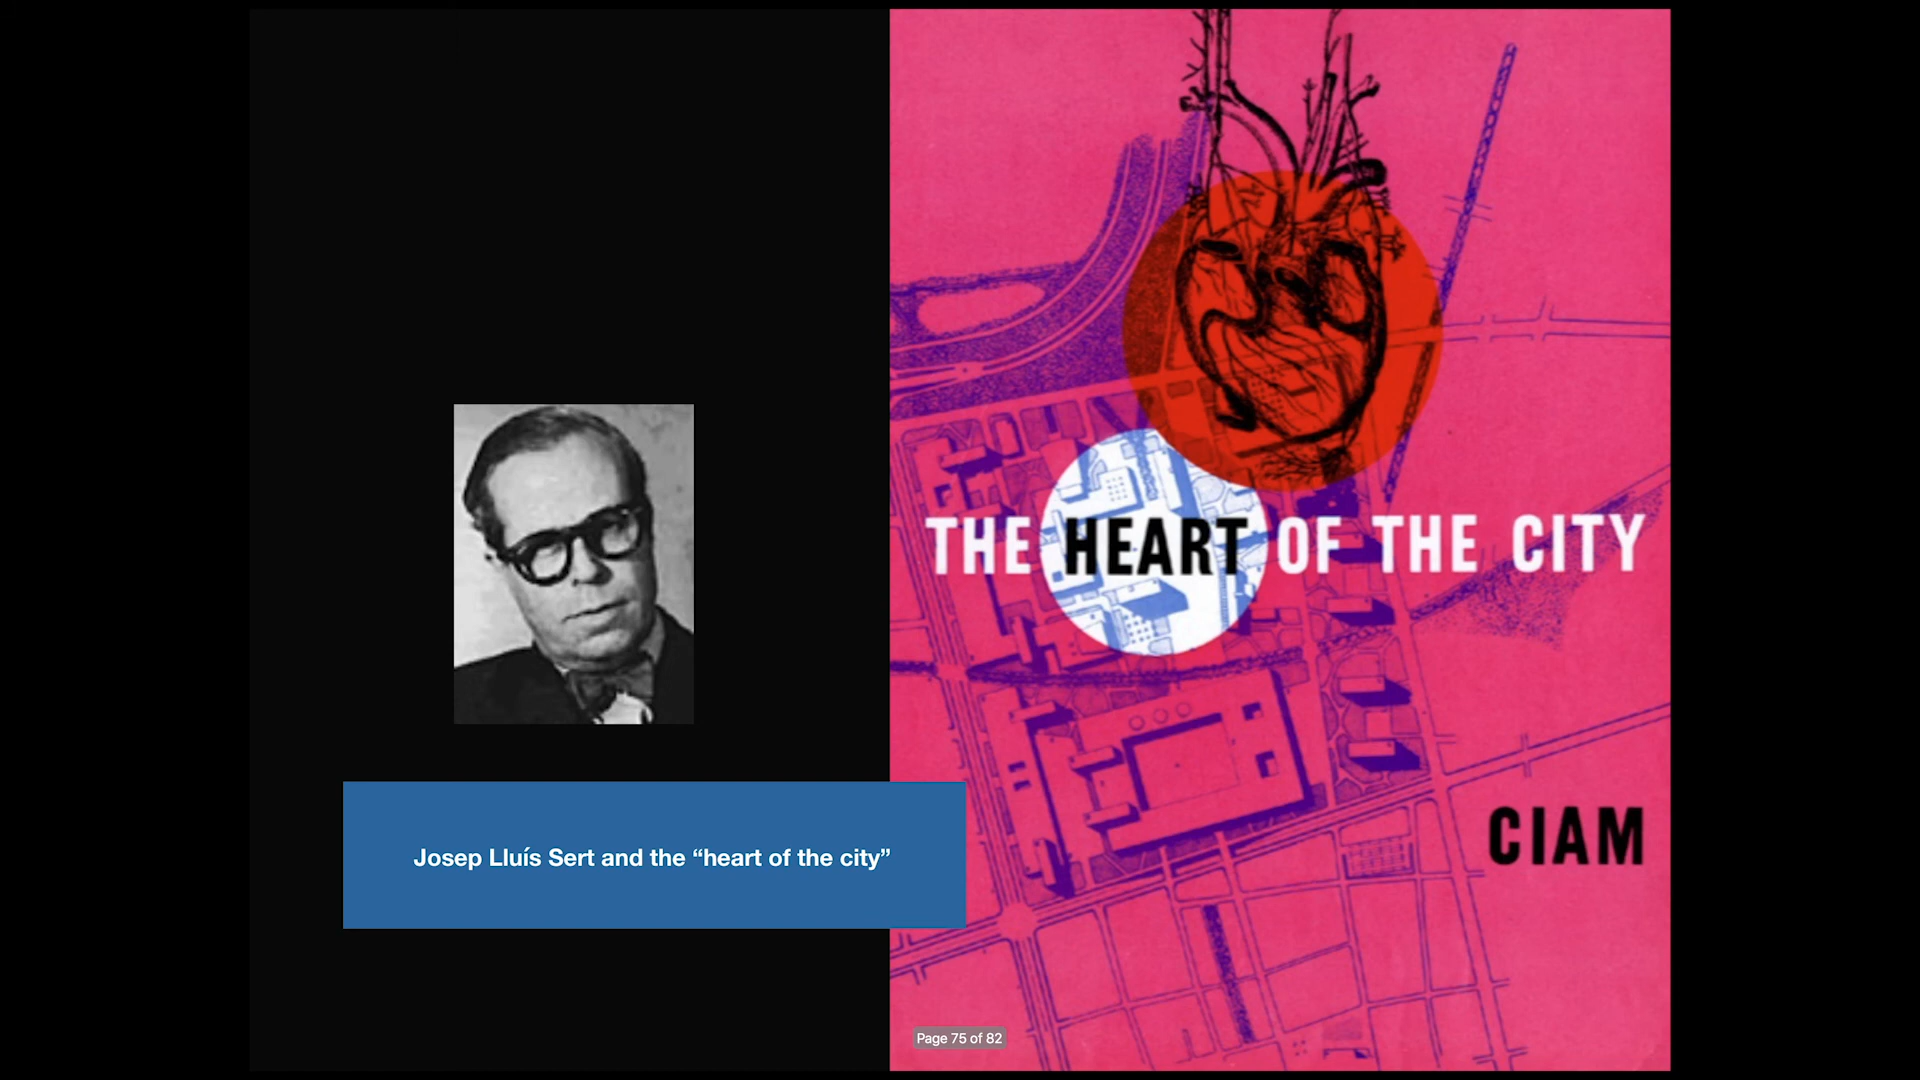 THE HEART OF THE CITY
Josep Lluís Sert and the “heart of the city”
CIAM
Page 75 of 82